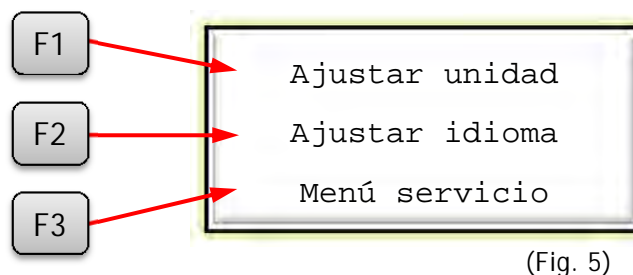 F1
Ajustar unidad
F2
Ajustar idioma
F3
Menú servicio
(Fig. 5)